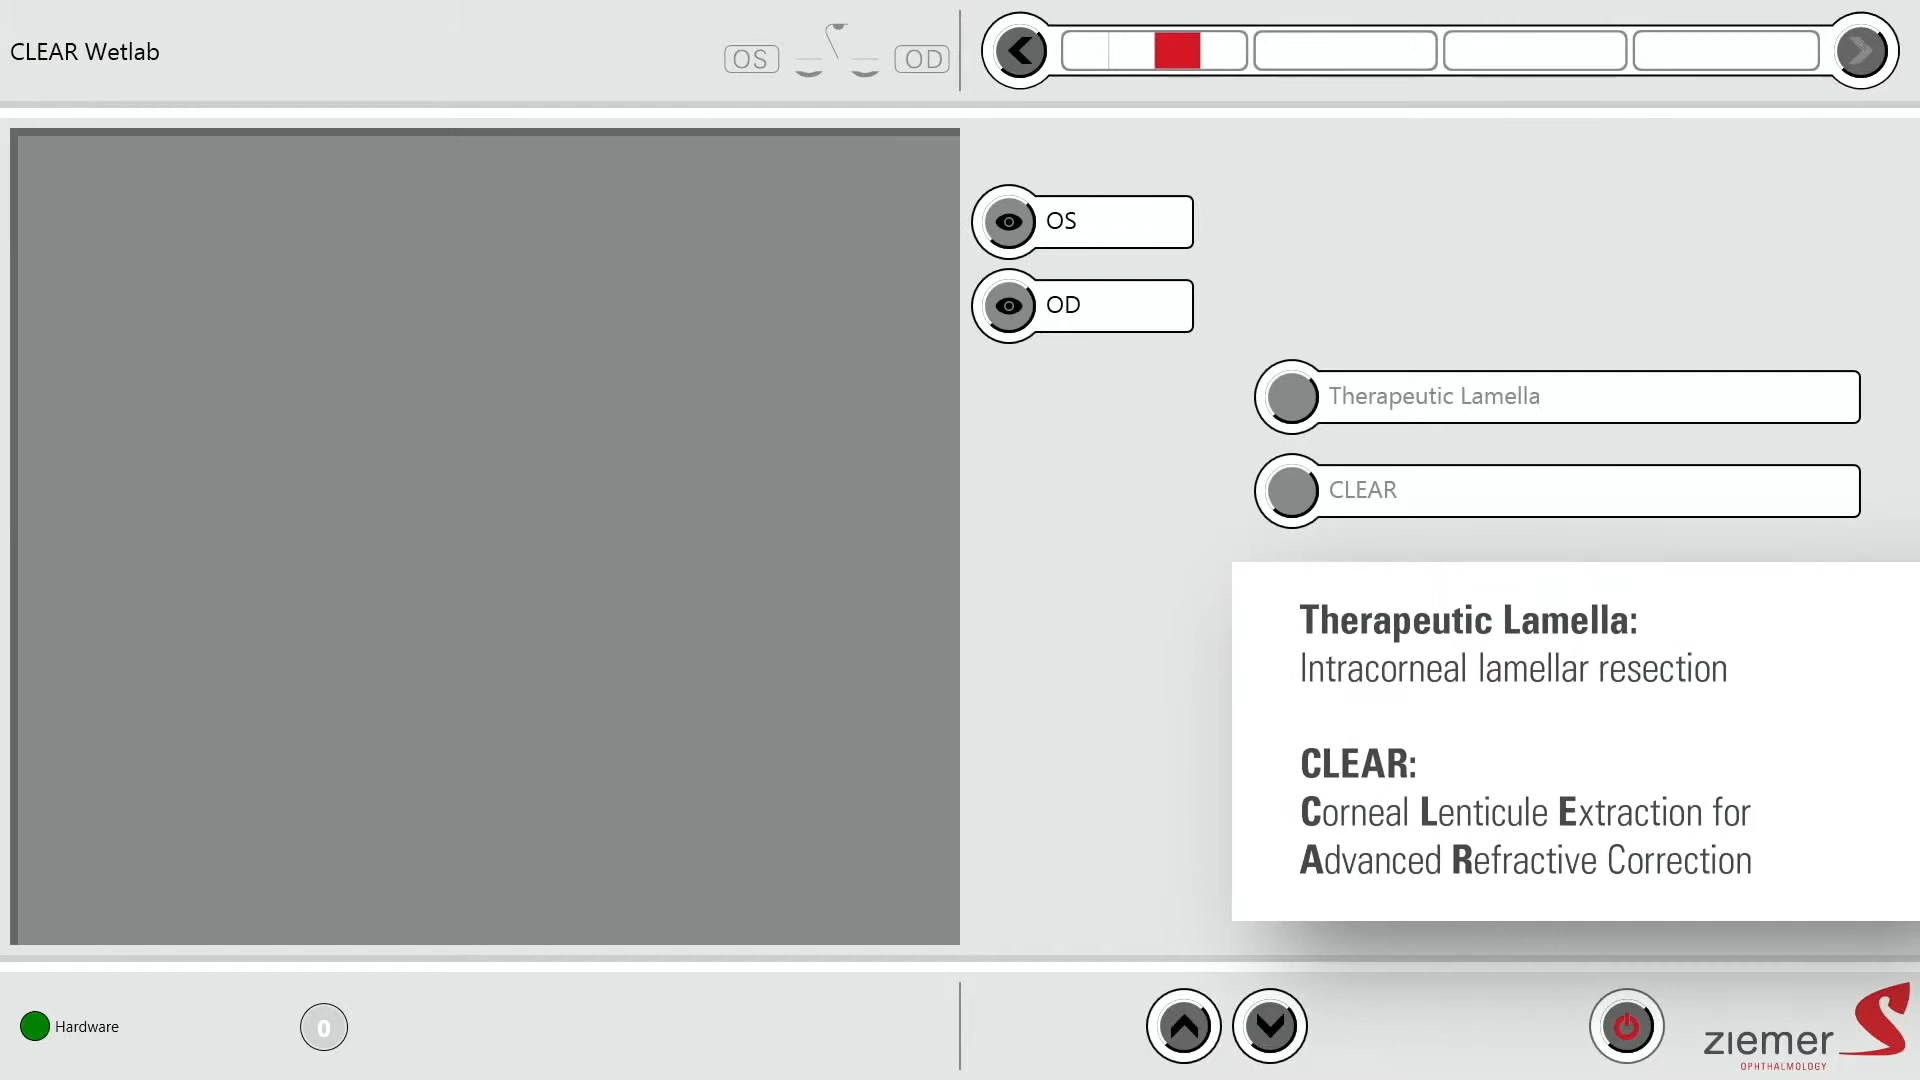 CLEAR Wetlab
OS
OD
OS
OD
Therapeutic Lamella
CLEAR
Therapeutic Lamella:
Intracorneal lamellar resection
CLEAR:
Corneal Lenticule Extraction for
Advanced Refractive Correction
Hardware
0
ziemer
OPHTHALMOLOGY